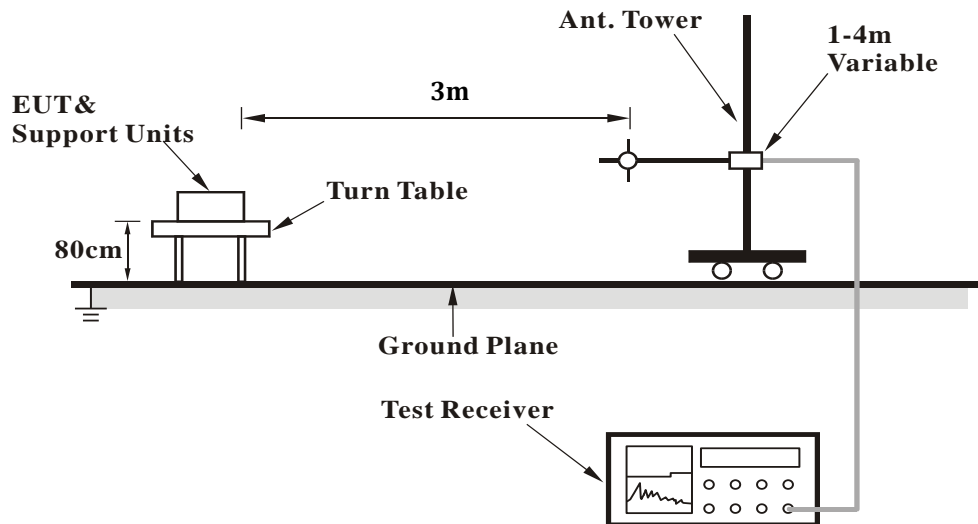 Ant. Tower
1-4m
Variable
3m
EUT&
Support Units
Turn Table
80cm
Ground Plane
Test Receiver